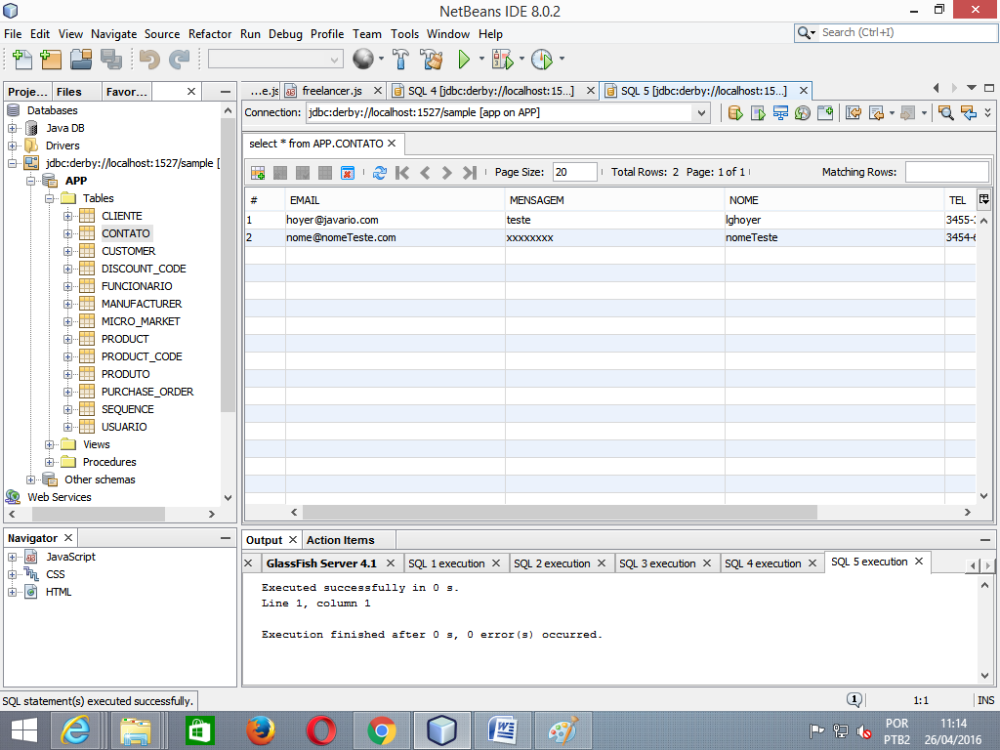 NetBeans IDE 8.0.2
File Edit View Navigate Source Refactor Run Debug Profile Team Tools Window Help
Search (Ctrl+I)
Proje... Files Favor...
...e.js freelancer.js SQL 4 [jdbc:derby://localhost:15...] SQL 5 [jdbc:derby://localhost:15...]
Connection: jdbc:derby://localhost:1527/sample [app on APP]
Databases
Java DB
Drivers
jdbc:derby://localhost:1527/sample [
APP
Tables
CLIENTE
CONTATO
CUSTOMER
DISCOUNT_CODE
FUNCIONARIO
MANUFACTURER
MICRO_MARKET
PRODUCT
PRODUCT_CODE
PRODUTO
PURCHASE_ORDER
SEQUENCE
USUARIO
Views
Procedures
Other schemas
Web Services
select * from APP.CONTATO
Page Size: 20 Total Rows: 2 Page: 1 of 1 Matching Rows:
# EMAIL MENSAGEM NOME TEL
1 hoyer@javario.com teste lghoyer 3455-
2 nome@nomeTeste.com xxxxxxxx nomeTeste 3454-
Navigator
JavaScript
CSS
HTML
Output Action Items
GlassFish Server 4.1 SQL 1 execution SQL 2 execution SQL 3 execution SQL 4 execution SQL 5 execution
Executed successfully in 0 s.
Line 1, column 1
Execution finished after 0 s, 0 error(s) occurred.
SQL statement(s) executed successfully.
1 1:1 INS
POR
PTB2
11:14
26/04/2016